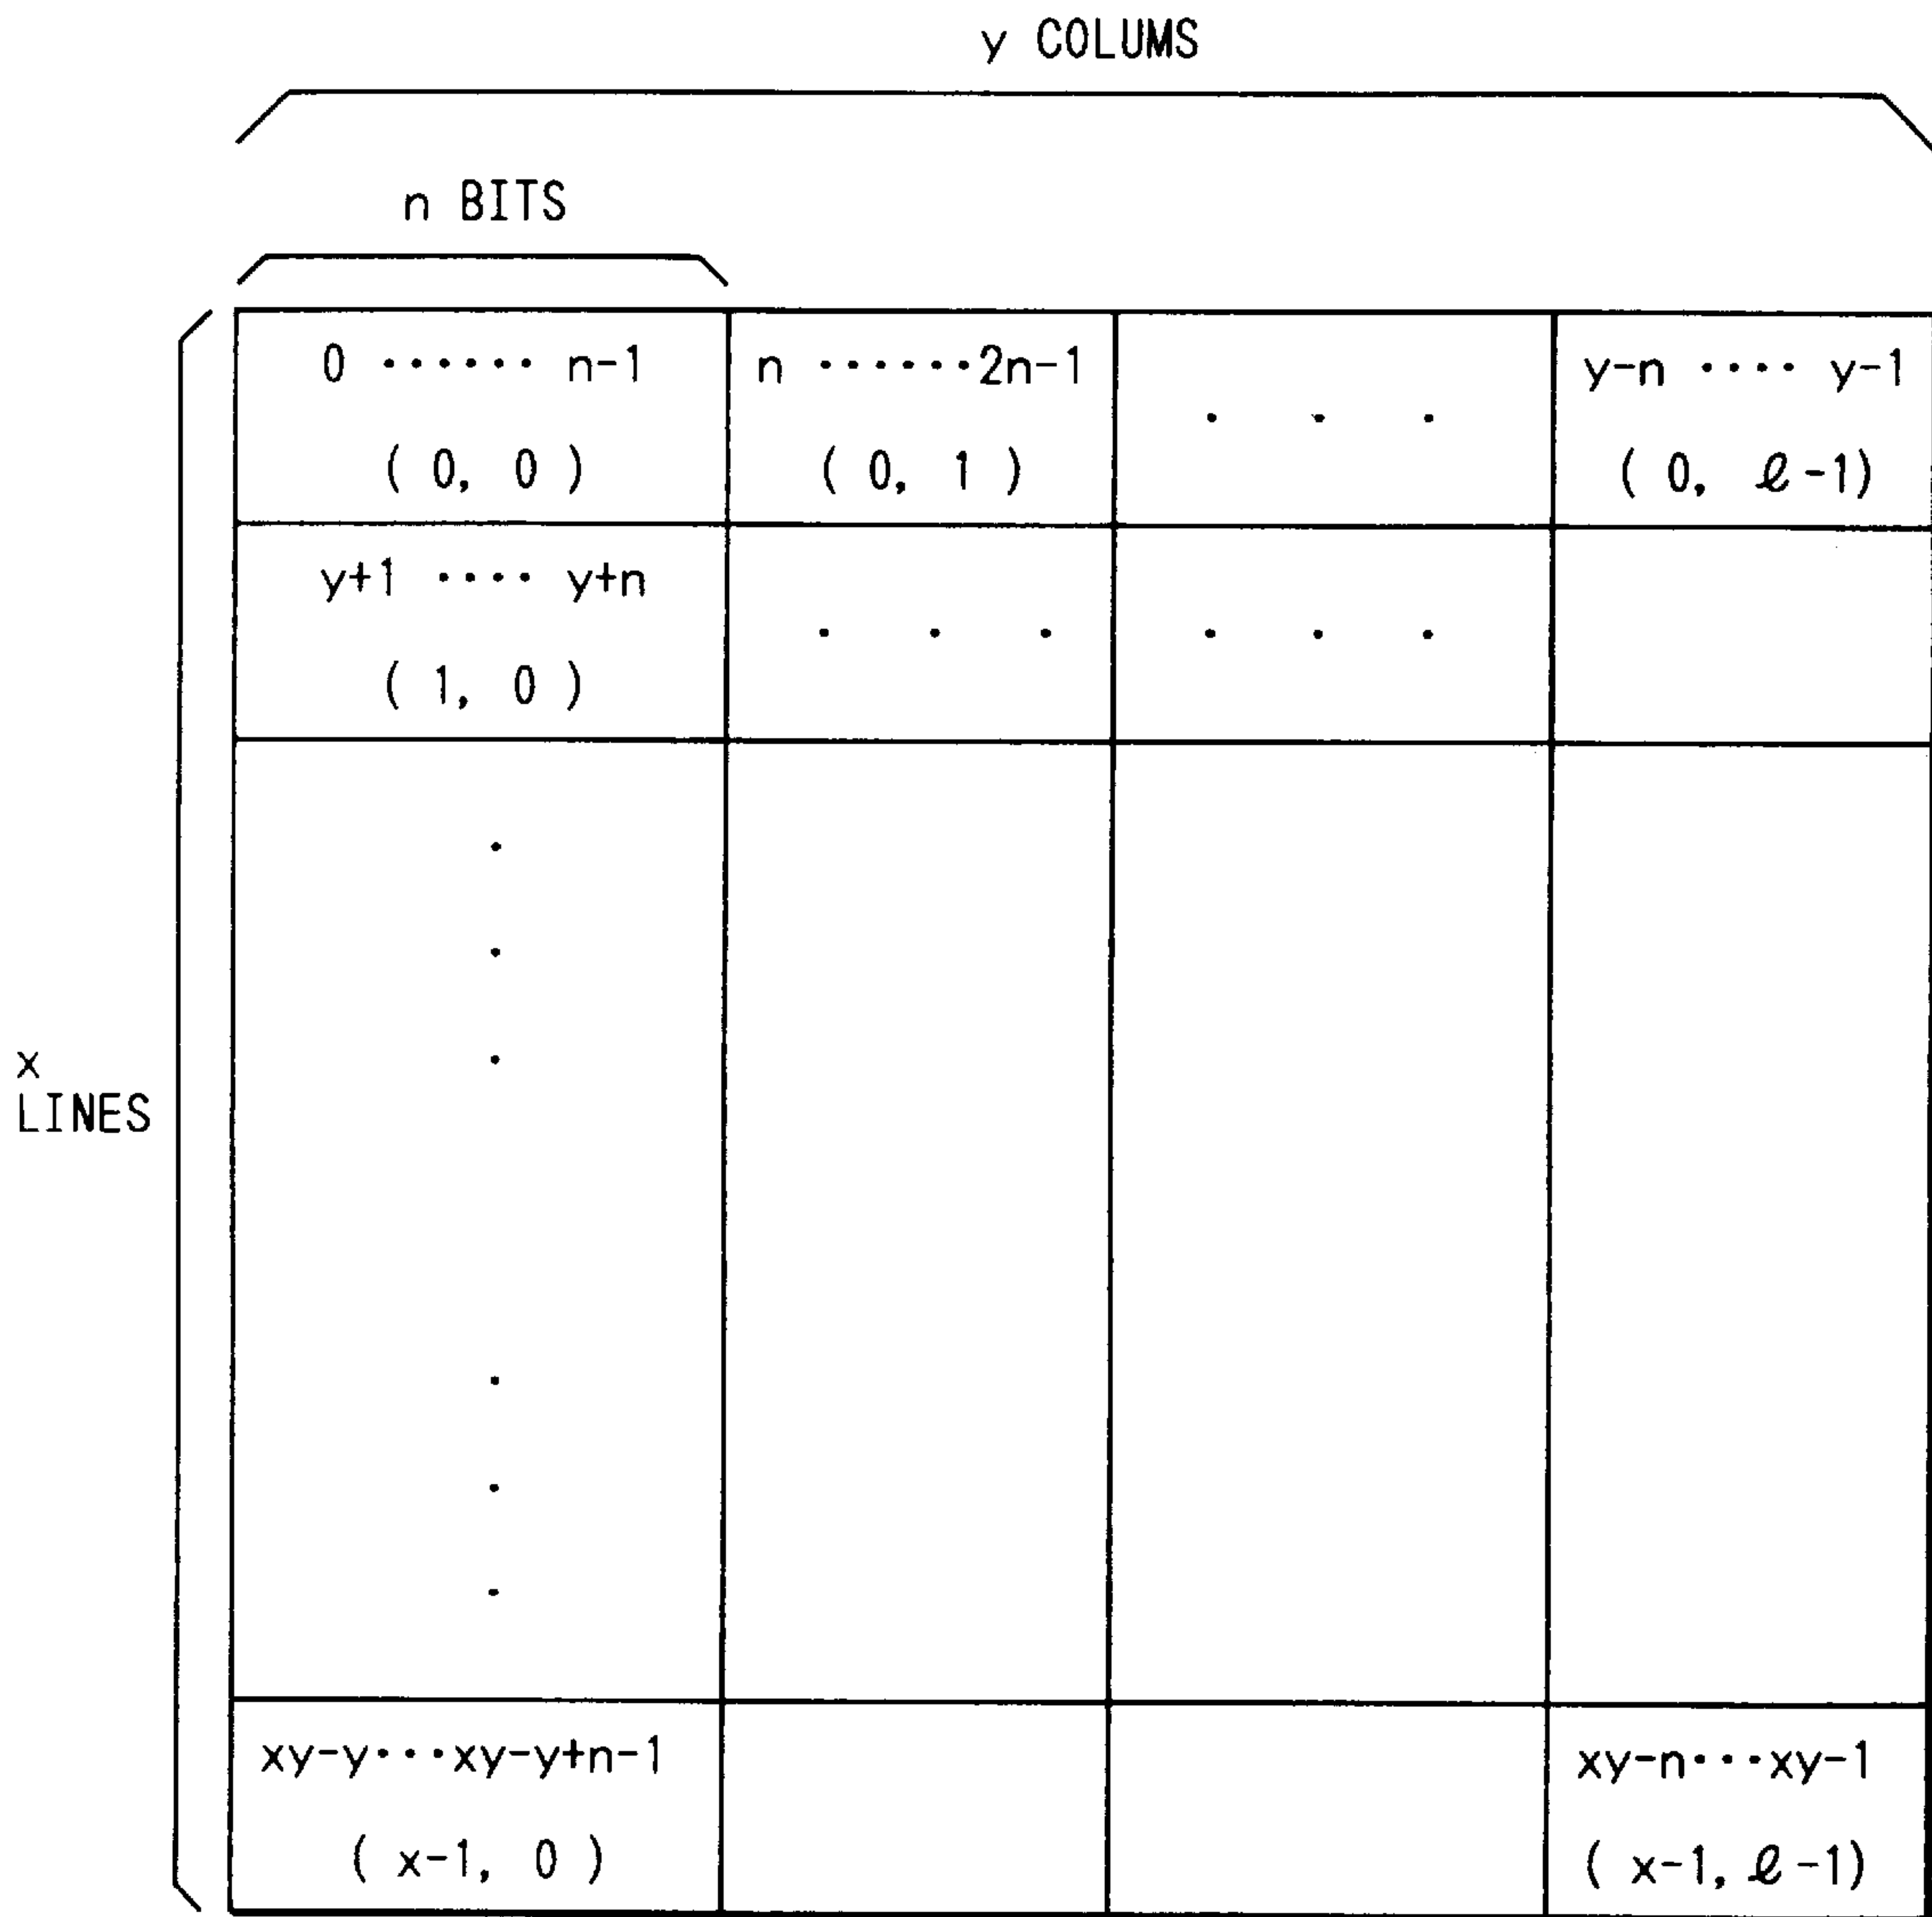 y COLUMS
n BITS
0 ······ n-1
n ······2n-1
· · ·
y-n ···· y-1
( 0, 0 )
( 0, 1 )
( 0, ℓ-1)
y+1 ···· y+n
· · ·
· · ·
( 1, 0 )
x
LINES
xy-y···xy-y+n-1
xy-n···xy-1
( x-1, 0 )
( x-1, ℓ-1)